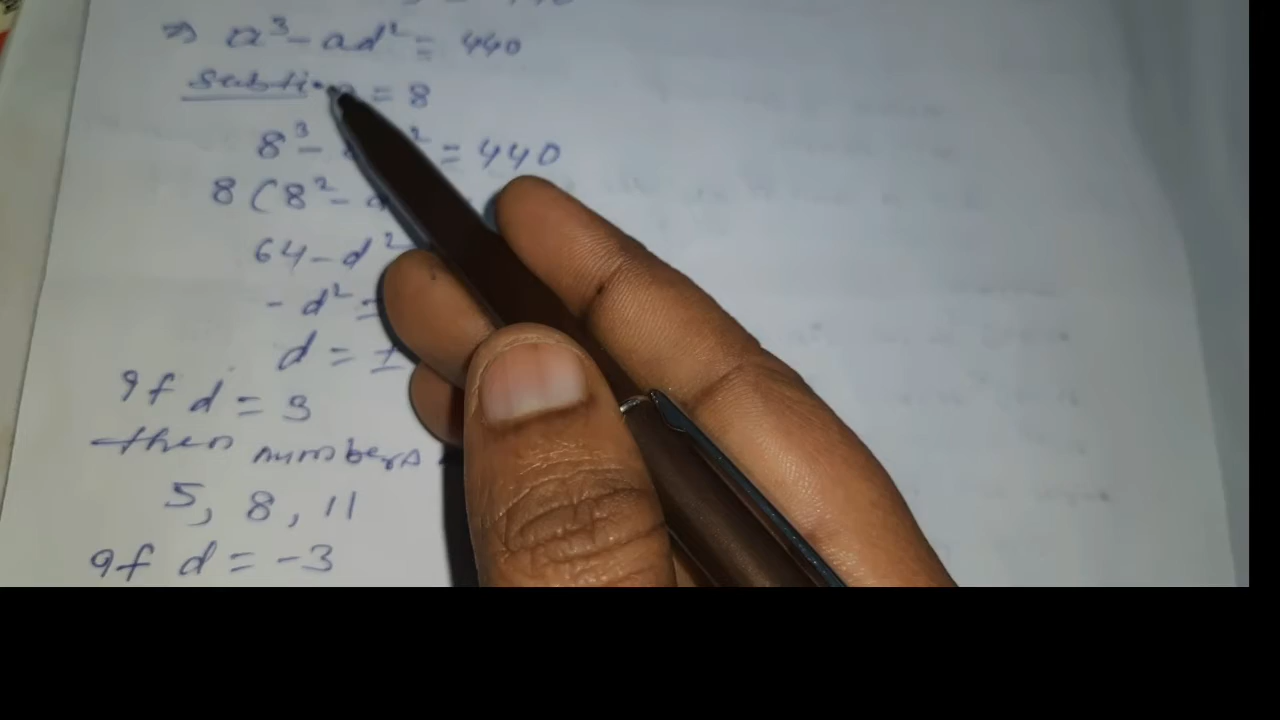 ⇒ a³ - ad² = 440
= 8
8³ - ² = 440
8 (8² -
64 - d²
- d² =
d = ±
If d = 3
then numbers
5, 8, 11
If d = -3